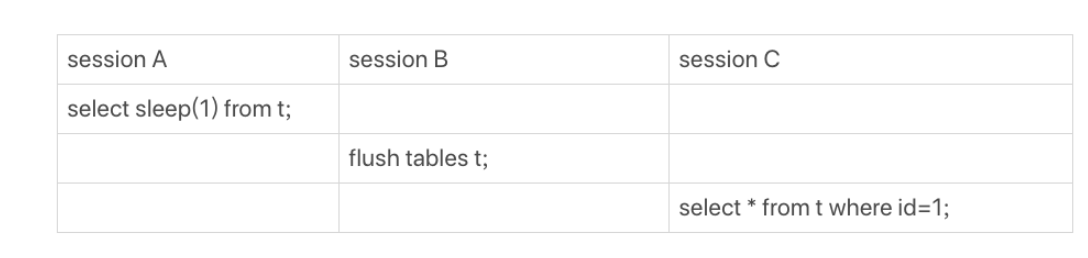 session A session B session C
select sleep(1) from t;
flush tables t;
select * from t where id=1;